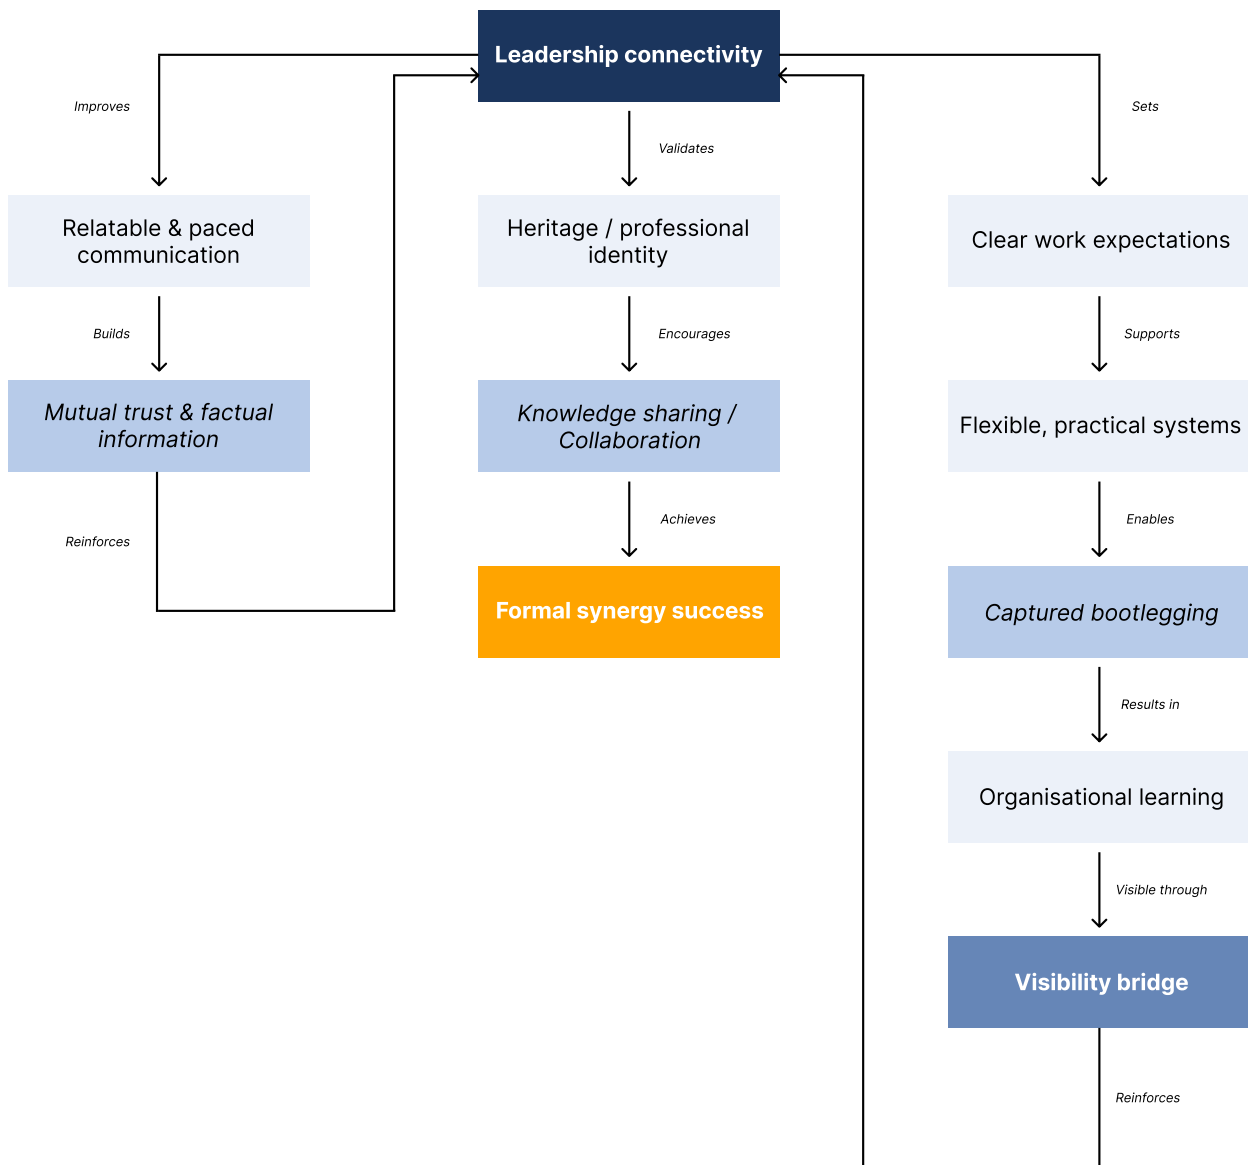 Leadership connectivity
Improves
Validates
Sets
Relatable & paced
communication
Heritage / professional
identity
Clear work expectations
Builds
Encourages
Supports
Mutual trust & factual
information
Knowledge sharing /
Collaboration
Flexible, practical systems
Reinforces
Achieves
Enables
Formal synergy success
Captured bootlegging
Results in
Organisational learning
Visible through
Visibility bridge
Reinforces